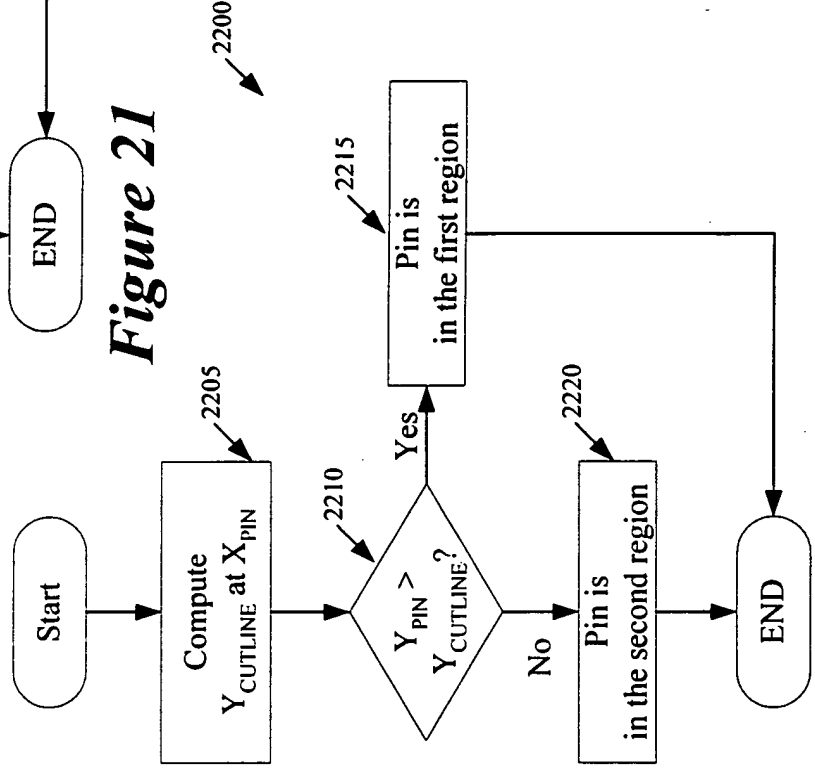 END
Figure 21
2200
Start
2205
Compute
Y_CUTLINE at X_PIN
2210
Y_PIN >
Y_CUTLINE?
Yes
2215
Pin is
in the first region
No
2220
Pin is
in the second region
END